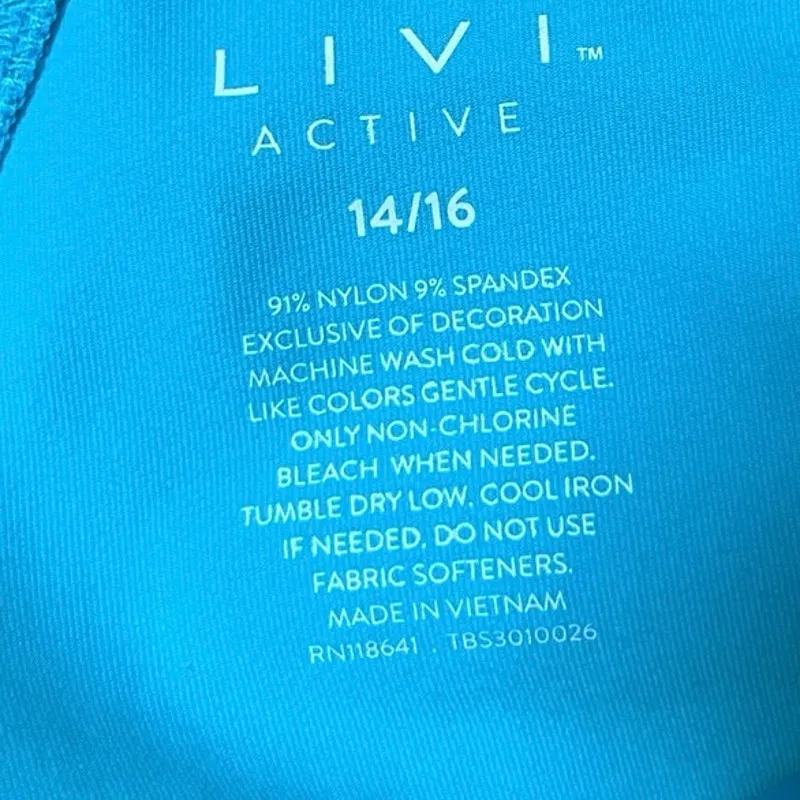 LIVI™
ACTIVE
14/16
91% NYLON 9% SPANDEX
EXCLUSIVE OF DECORATION
MACHINE WASH COLD WITH
LIKE COLORS GENTLE CYCLE.
ONLY NON-CHLORINE
BLEACH WHEN NEEDED.
TUMBLE DRY LOW. COOL IRON
IF NEEDED. DO NOT USE
FABRIC SOFTENERS.
MADE IN VIETNAM
RN118641 . TBS3010026